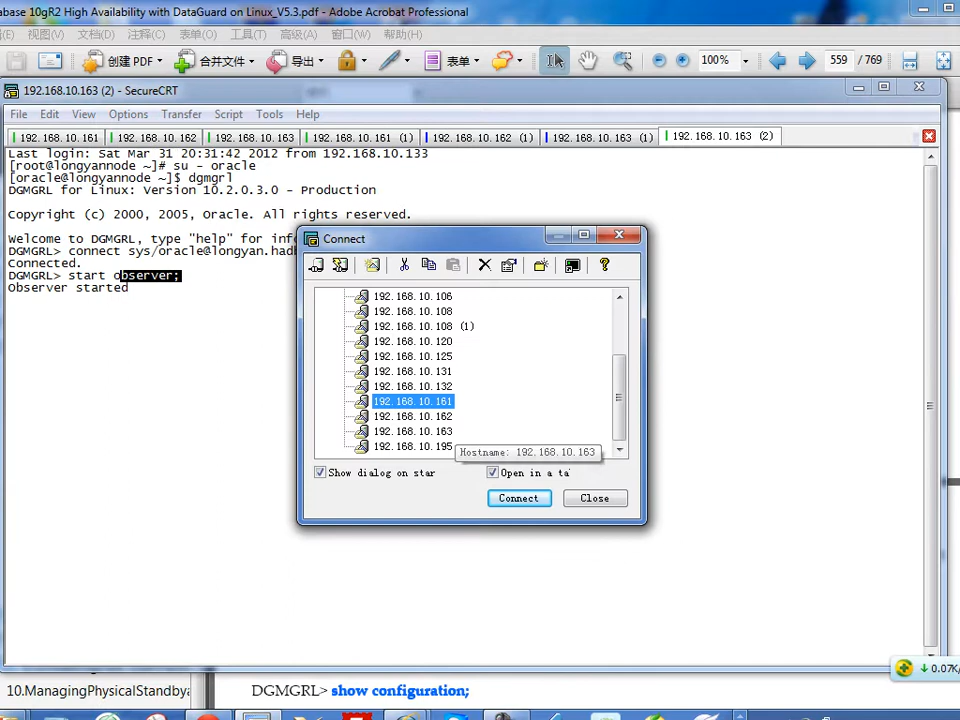 base 10gR2 High Availability with DataGuard on Linux_V5.3.pdf - Adobe Acrobat Professional
(E) 视图(V) 文档(D) 注释(C) 表单(O) 工具(T) 高级(A) 窗口(W) 帮助(H)
创建 PDF 合并文件 导出 表单 100% 559 / 769
192.168.10.163 (2) - SecureCRT
File Edit View Options Transfer Script Tools Help
192.168.10.161 192.168.10.162 192.168.10.163 192.168.10.161 (1) 192.168.10.162 (1) 192.168.10.163 (1) 192.168.10.163 (2)
Last login: Sat Mar 31 20:31:42 2012 from 192.168.10.133
[root@longyannode ~]# su - oracle
[oracle@longyannode ~]$ dgmgrl
DGMGRL for Linux: Version 10.2.0.3.0 - Production
Copyright (c) 2000, 2005, Oracle. All rights reserved.
Welcome to DGMGRL, type "help" for inf
DGMGRL> connect sys/oracle@longyan.hadb
Connected.
DGMGRL> start observer;
Observer started
Connect
192.168.10.106
192.168.10.108
192.168.10.108 (1)
192.168.10.120
192.168.10.125
192.168.10.131
192.168.10.132
192.168.10.161
192.168.10.162
192.168.10.163
192.168.10.195
Hostname: 192.168.10.163
Show dialog on star Open in a ta
Connect Close
0.07K
10.ManagingPhysicalStandby
DGMGRL> show configuration;